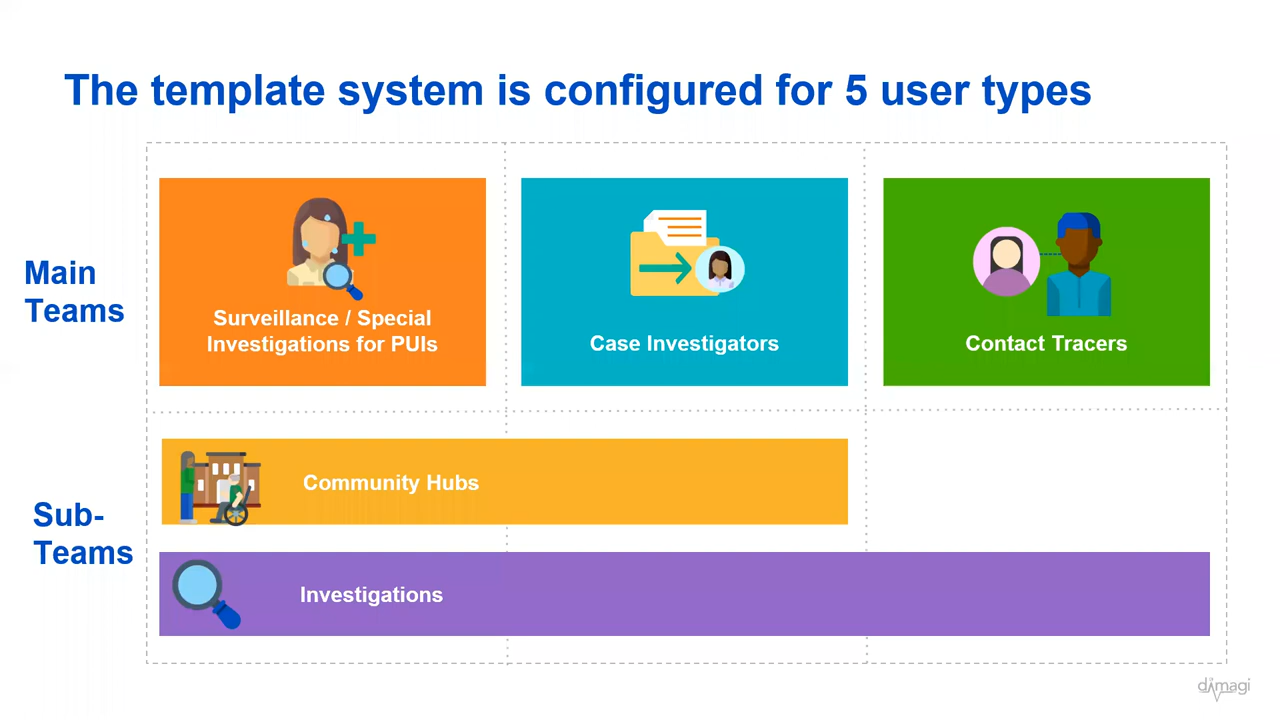 The template system is configured for 5 user types
Main
Teams
Surveillance / Special
Investigations for PUIs
Case Investigators
Contact Tracers
Sub-
Teams
Community Hubs
Investigations
dimagi